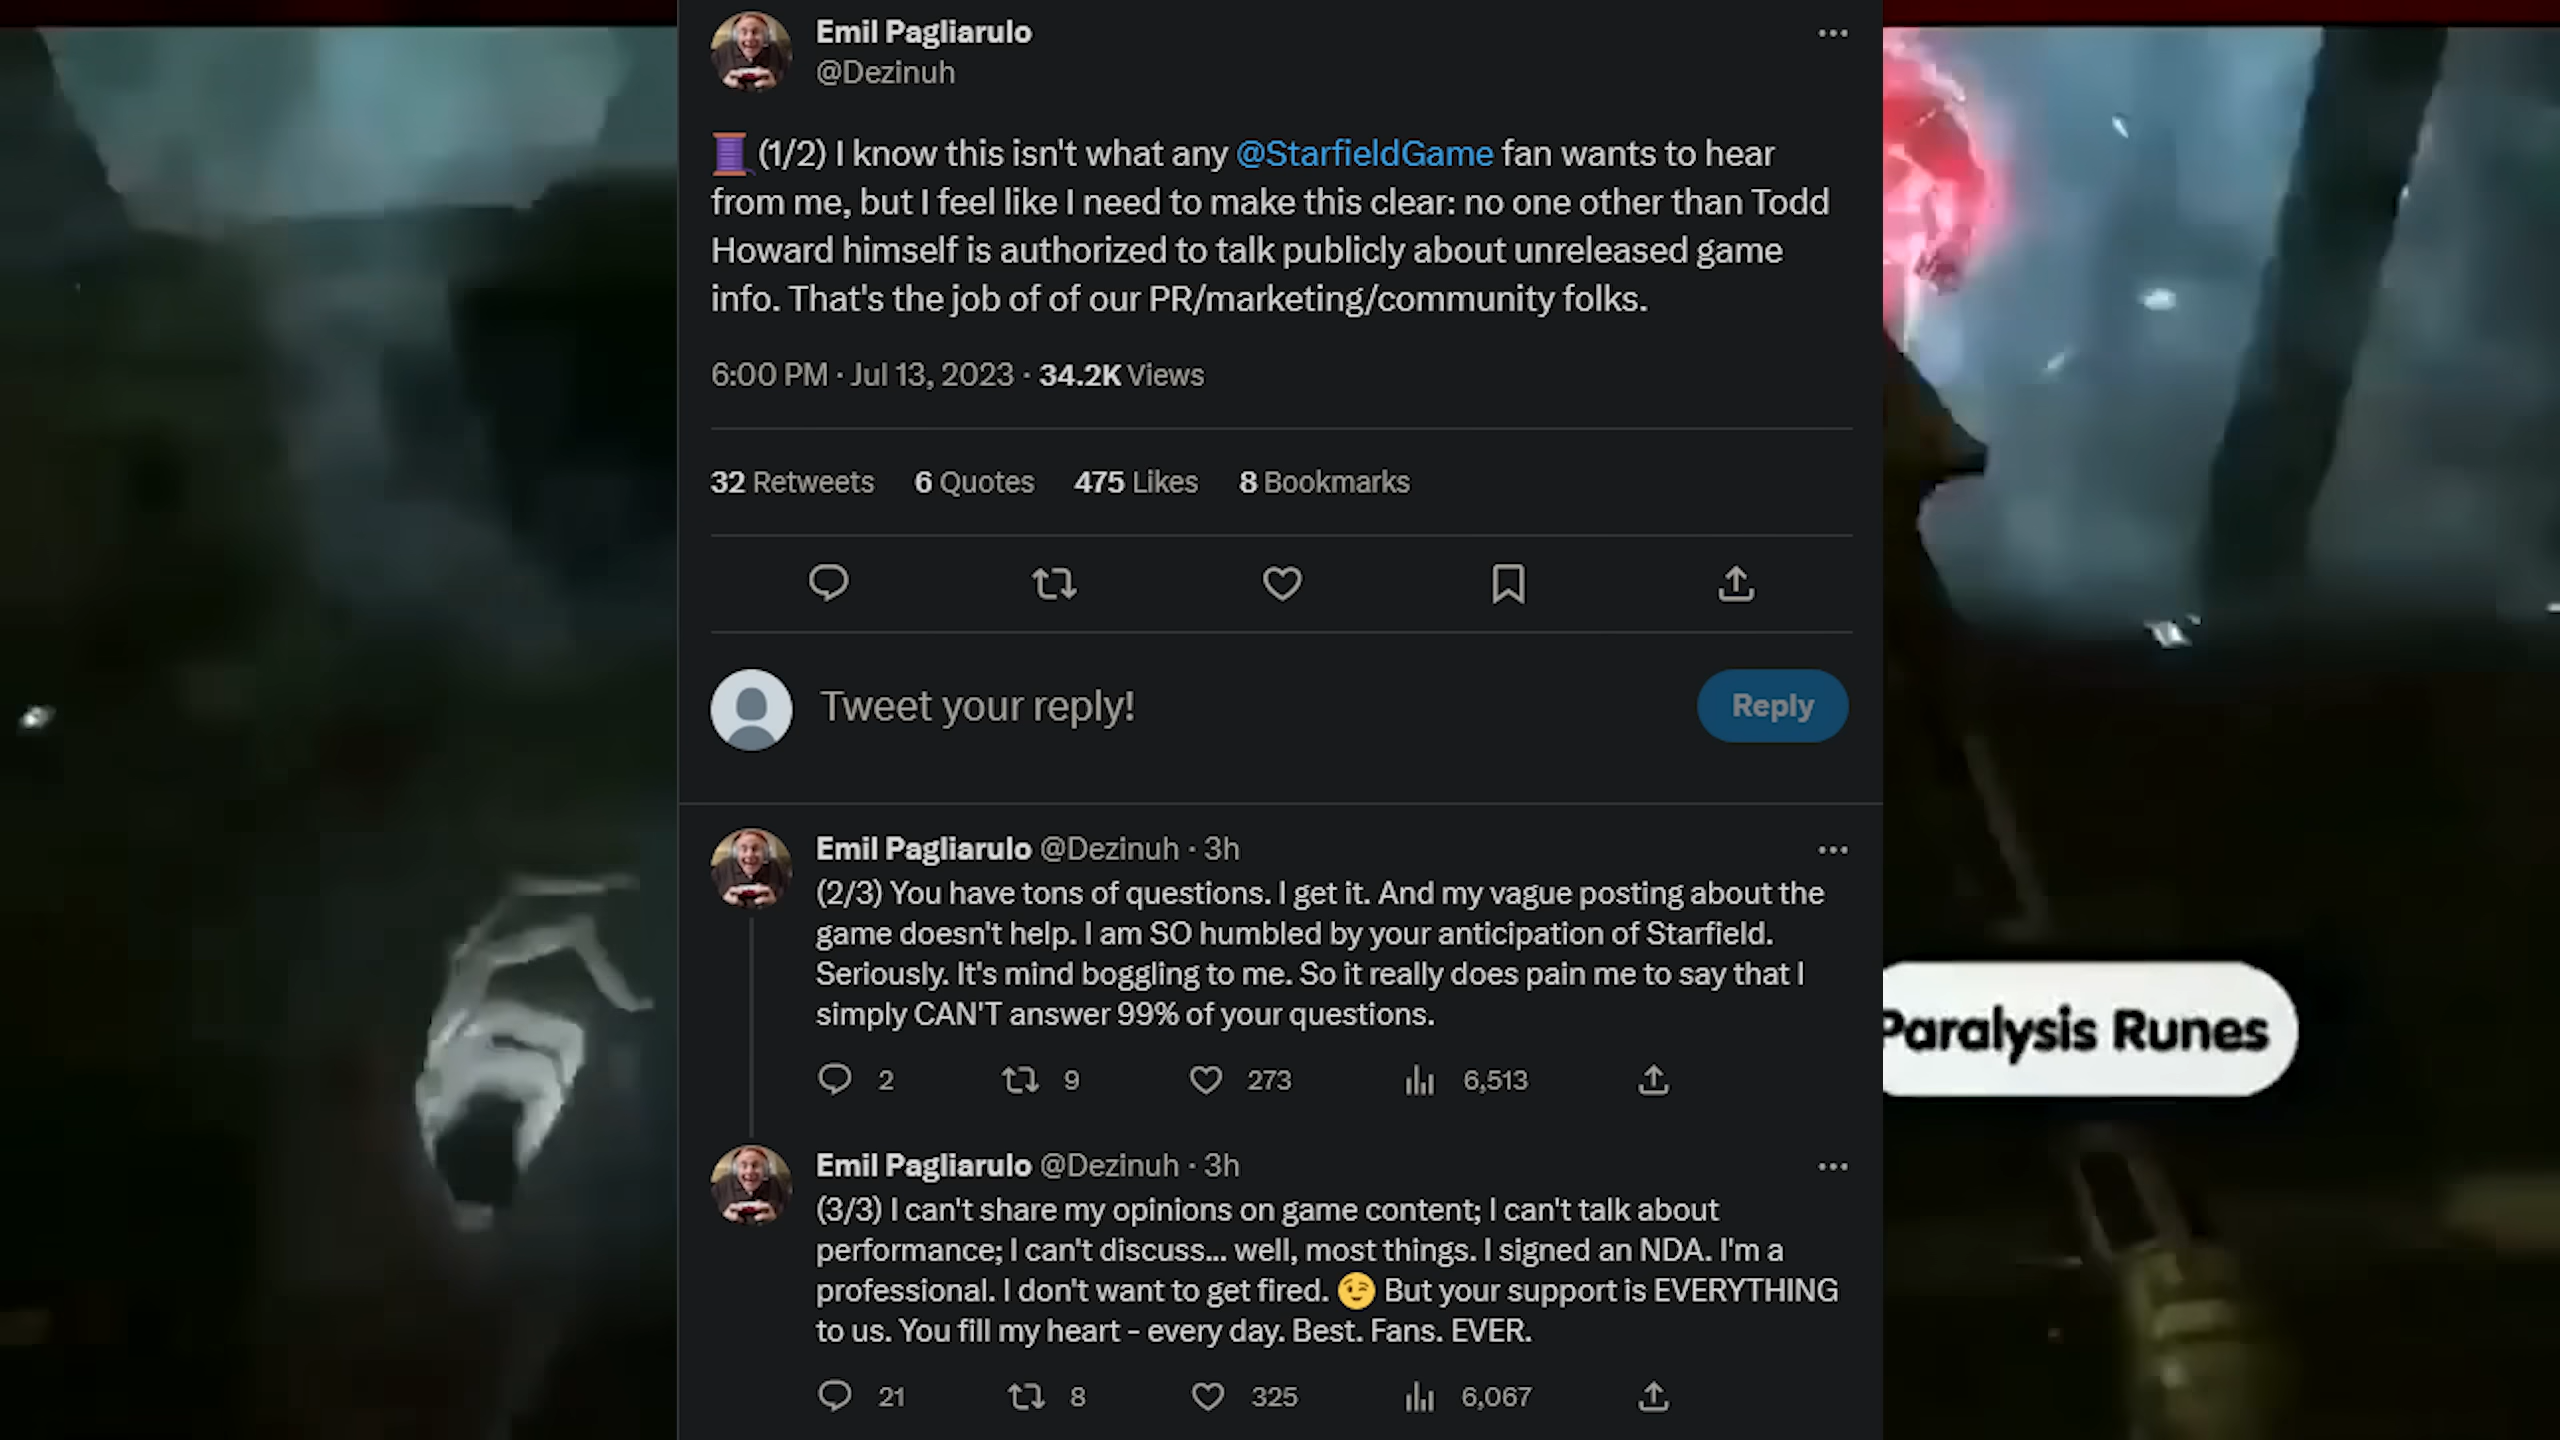 Emil Pagliarulo
@Dezinuh
🧵 (1/2) I know this isn't what any @StarfieldGame fan wants to hear
from me, but I feel like I need to make this clear: no one other than Todd
Howard himself is authorized to talk publicly about unreleased game
info. That's the job of of our PR/marketing/community folks.
6:00 PM · Jul 13, 2023 · 34.2K Views
32 Retweets 6 Quotes 475 Likes 8 Bookmarks
Tweet your reply!
Reply
Emil Pagliarulo @Dezinuh · 3h
(2/3) You have tons of questions. I get it. And my vague posting about the
game doesn't help. I am SO humbled by your anticipation of Starfield.
Seriously. It's mind boggling to me. So it really does pain me to say that I
simply CAN'T answer 99% of your questions.
2 9 273 6,513
Paralysis Runes
Emil Pagliarulo @Dezinuh · 3h
(3/3) I can't share my opinions on game content; I can't talk about
performance; I can't discuss... well, most things. I signed an NDA. I'm a
professional. I don't want to get fired. 😉 But your support is EVERYTHING
to us. You fill my heart - every day. Best. Fans. EVER.
21 8 325 6,067